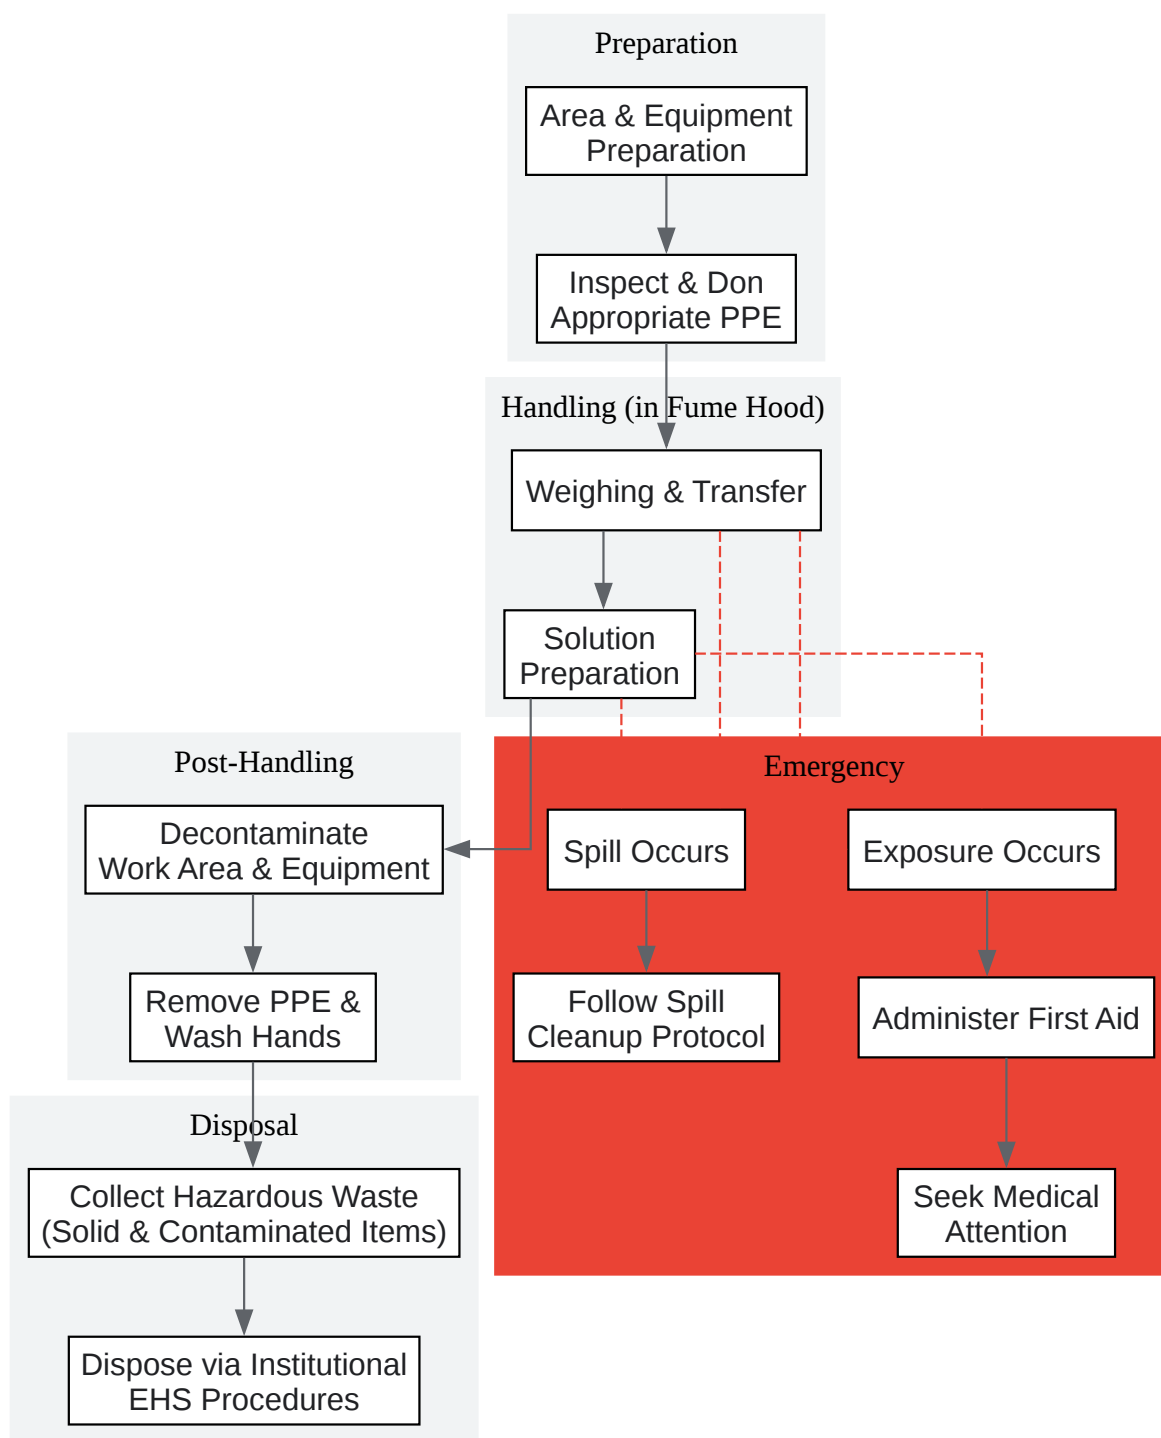 Preparation
Area & Equipment
Preparation
Inspect & Don
Appropriate PPE
Handling (in Fume Hood)
Weighing & Transfer
Solution
Preparation
Post-Handling
Decontaminate
Work Area & Equipment
Remove PPE &
Wash Hands
Disposal
Collect Hazardous Waste
(Solid & Contaminated Items)
Dispose via Institutional
EHS Procedures
Emergency
Spill Occurs
Follow Spill
Cleanup Protocol
Exposure Occurs
Administer First Aid
Seek Medical
Attention